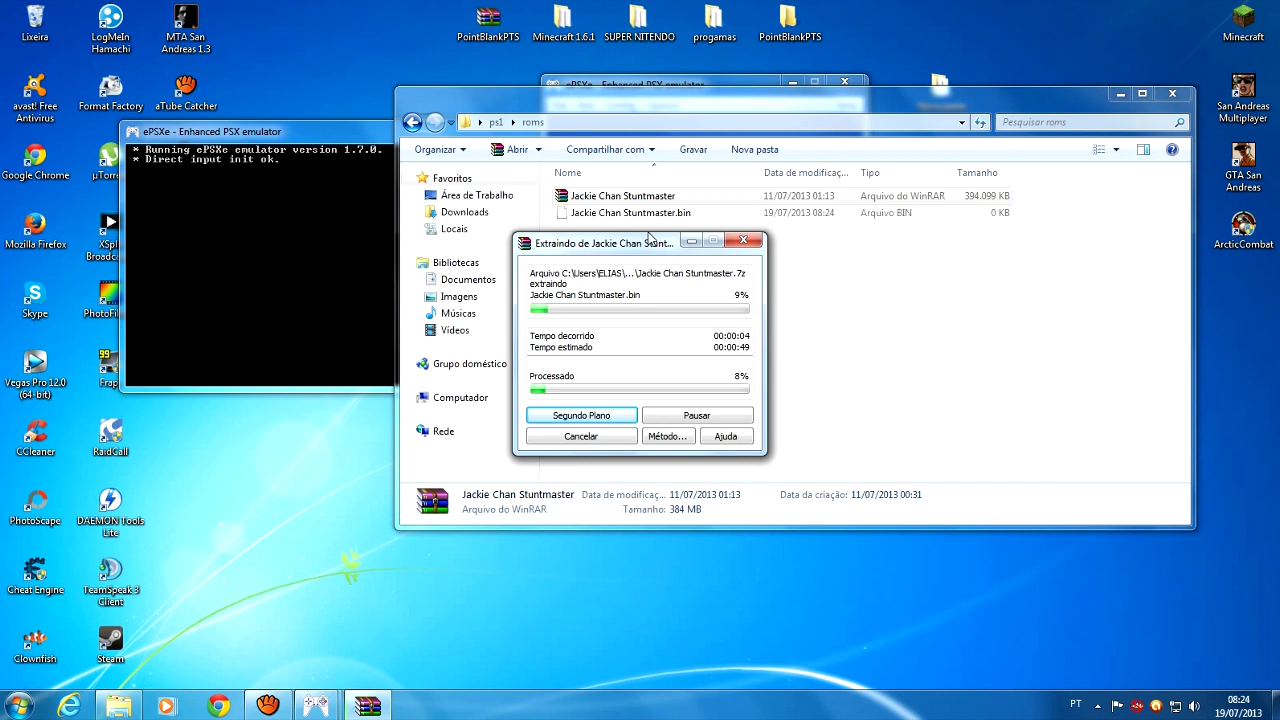 Lixeira
LogMeIn
Hamachi
MTA San
Andreas 1.3
PointBlankPTS
Minecraft 1.6.1
SUPER NITENDO
progamas
PointBlankPTS
Minecraft
avast! Free
Antivirus
Format Factory
aTube Catcher
San Andreas
Multiplayer
Google Chrome
GTA San
Andreas
Mozilla Firefox
XSpl
Broadc
ArcticCombat
Skype
PhotoFil
Vegas Pro 12.0
(64-bit)
99
Frap
CCleaner
RaidCall
PhotoScape
DAEMON Tools
Lite
Cheat Engine
TeamSpeak 3
Client
Clownfish
Steam
ePSXe - Enhanced PSX emulator
ePSXe - Enhanced PSX emulator
* Running ePSXe emulator version 1.7.0.
* Direct input init ok.
ps1 roms
Pesquisar roms
Organizar Abrir Compartilhar com Gravar Nova pasta
Nome Data de modificaç... Tipo Tamanho
Jackie Chan Stuntmaster 11/07/2013 01:13 Arquivo do WinRAR 394.099 KB
Jackie Chan Stuntmaster.bin 19/07/2013 08:24 Arquivo BIN 0 KB
Favoritos
Área de Trabalho
Downloads
Locais
Bibliotecas
Documentos
Imagens
Músicas
Vídeos
Grupo doméstico
Computador
Rede
Extraindo de Jackie Chan Stunt...
Arquivo C:\Users\ELIAS\...\Jackie Chan Stuntmaster.7z
extraindo
Jackie Chan Stuntmaster.bin 9%
Tempo decorrido 00:00:04
Tempo estimado 00:00:49
Processado 8%
Segundo Plano Pausar
Cancelar Método... Ajuda
Jackie Chan Stuntmaster Data de modificaç... 11/07/2013 01:13 Data da criação: 11/07/2013 00:31
Arquivo do WinRAR Tamanho: 384 MB
PT
08:24
19/07/2013